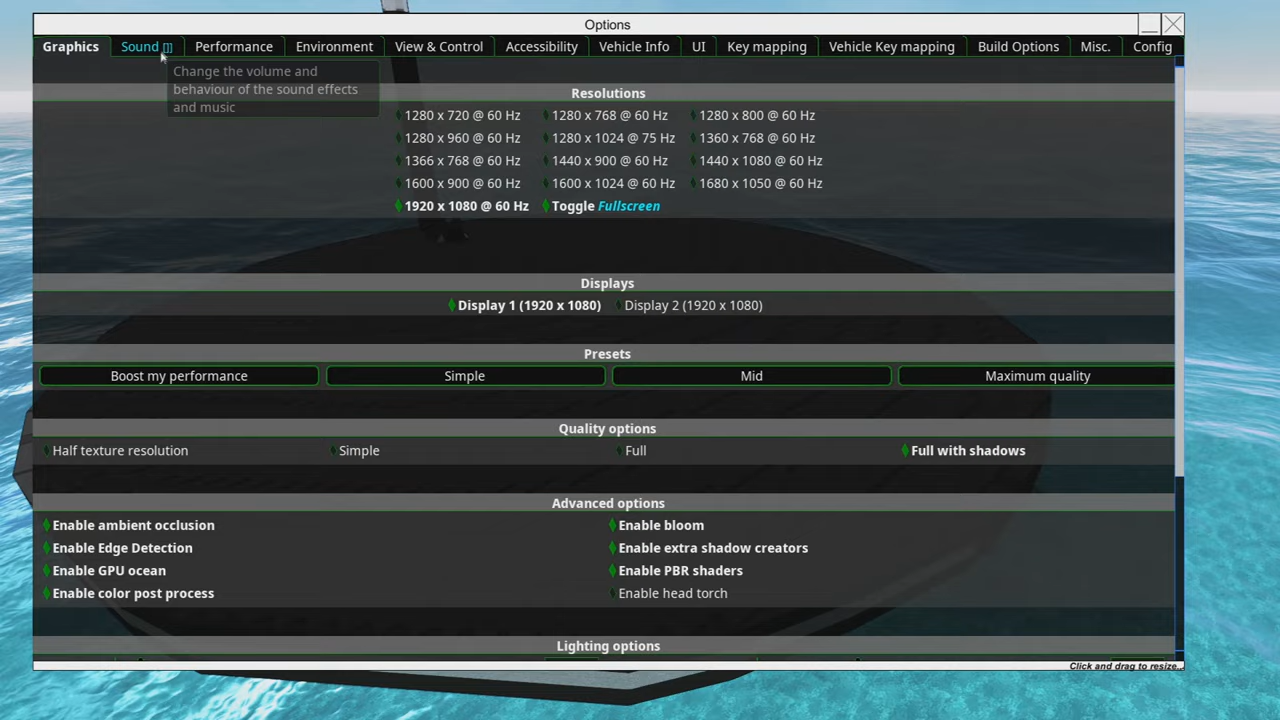 Options
Graphics Sound [] Performance Environment View & Control Accessibility Vehicle Info UI Key mapping Vehicle Key mapping Build Options Misc. Config
Change the volume and
behaviour of the sound effects
and music
Resolutions
1280 x 720 @ 60 Hz 1280 x 768 @ 60 Hz 1280 x 800 @ 60 Hz
1280 x 960 @ 60 Hz 1280 x 1024 @ 75 Hz 1360 x 768 @ 60 Hz
1366 x 768 @ 60 Hz 1440 x 900 @ 60 Hz 1440 x 1080 @ 60 Hz
1600 x 900 @ 60 Hz 1600 x 1024 @ 60 Hz 1680 x 1050 @ 60 Hz
1920 x 1080 @ 60 Hz Toggle Fullscreen
Displays
Display 1 (1920 x 1080) Display 2 (1920 x 1080)
Presets
Boost my performance Simple Mid Maximum quality
Quality options
Half texture resolution Simple Full Full with shadows
Advanced options
Enable ambient occlusion Enable bloom
Enable Edge Detection Enable extra shadow creators
Enable GPU ocean Enable PBR shaders
Enable color post process Enable head torch
Lighting options
Click and drag to resize..